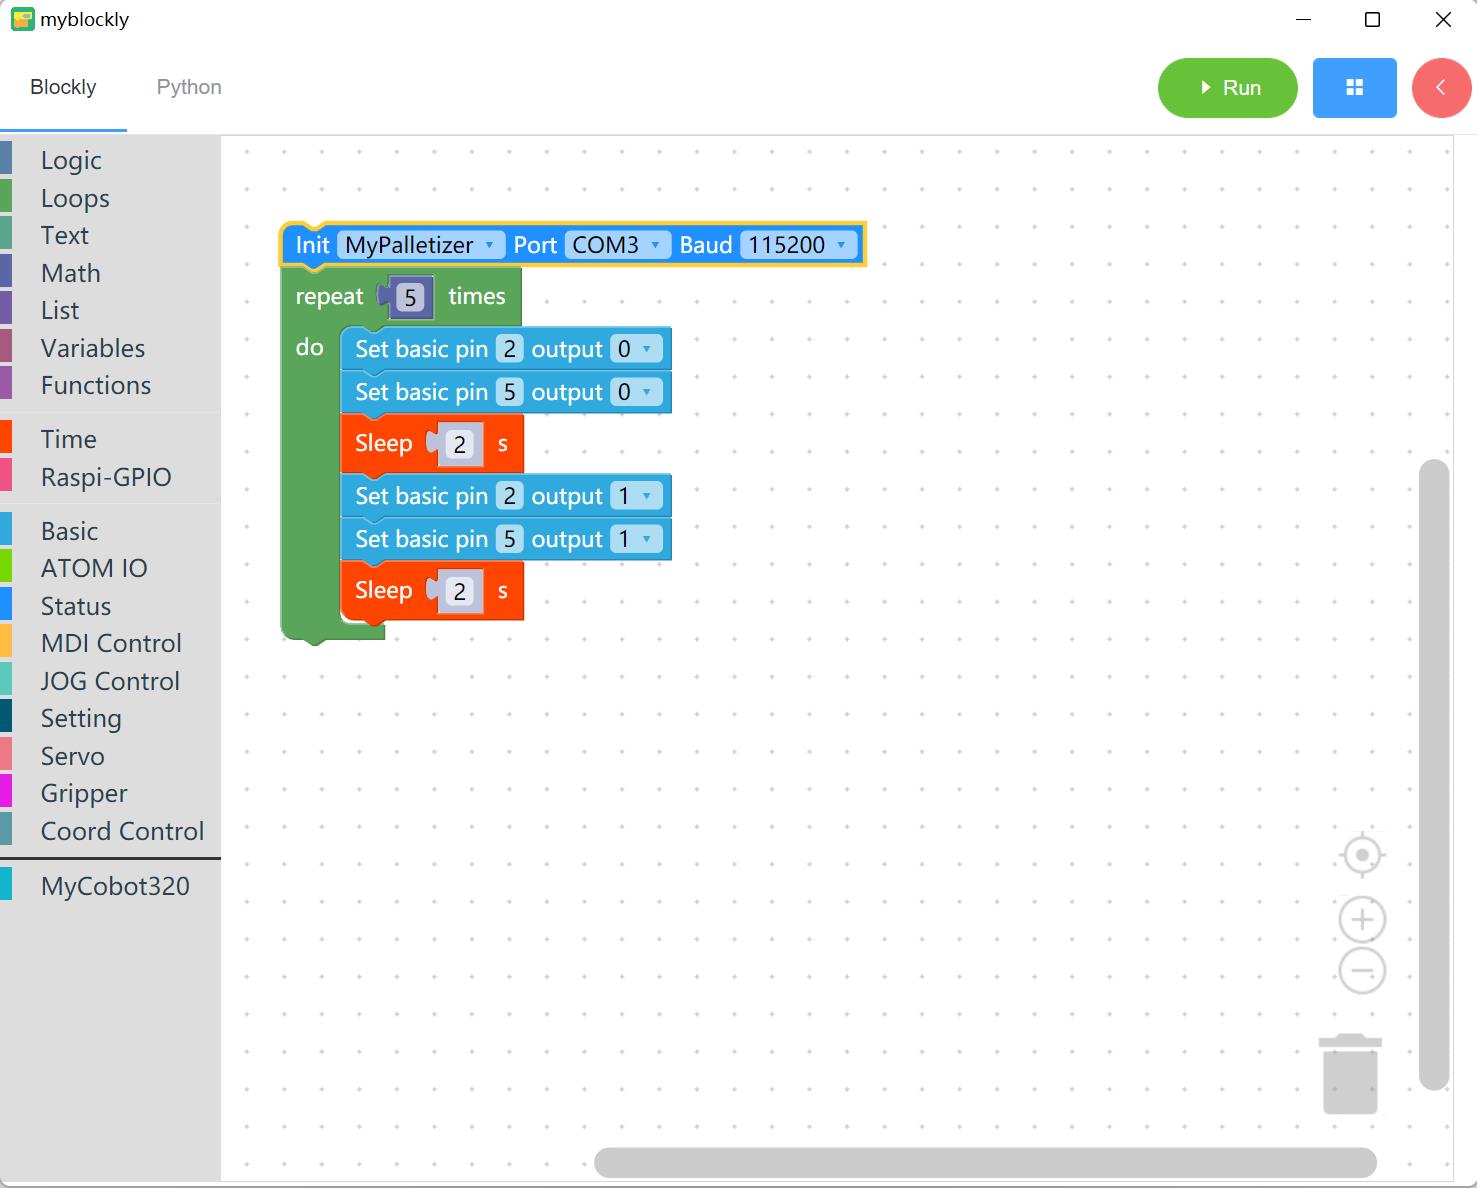 myblockly
Blockly
Python
Run
Logic
Loops
Text
Math
List
Variables
Functions
Time
Raspi-GPIO
Basic
ATOM IO
Status
MDI Control
JOG Control
Setting
Servo
Gripper
Coord Control
MyCobot320
Init MyPalletizer Port COM3 Baud 115200
repeat 5 times
do Set basic pin 2 output 0
Set basic pin 5 output 0
Sleep 2 s
Set basic pin 2 output 1
Set basic pin 5 output 1
Sleep 2 s